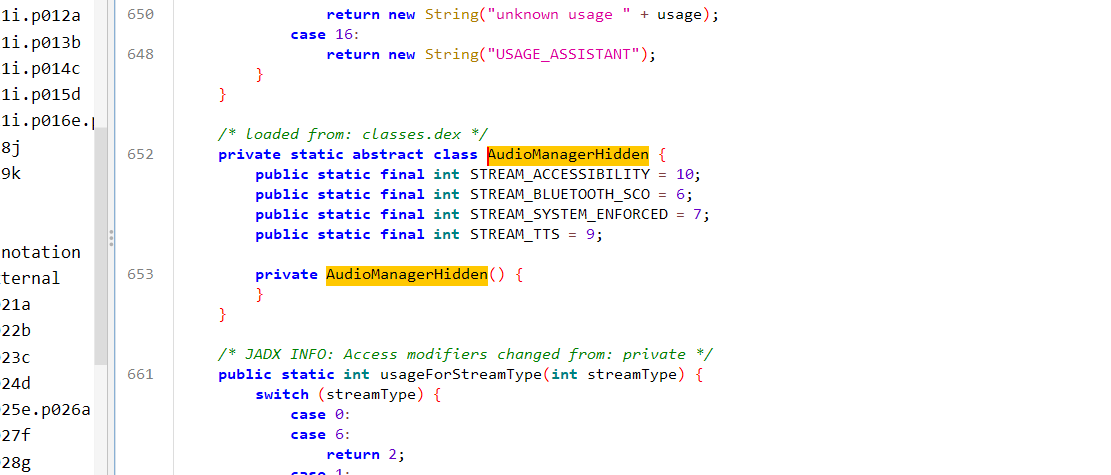 1i.p012a
1i.p013b
1i.p014c
1i.p015d
1i.p016e.p
8j
9k
notation
ternal
21a
22b
23c
24d
25e.p026a
27f
28g
650 return new String("unknown usage " + usage);
case 16:
648 return new String("USAGE_ASSISTANT");
}
}
/* loaded from: classes.dex */
652 private static abstract class AudioManagerHidden {
public static final int STREAM_ACCESSIBILITY = 10;
public static final int STREAM_BLUETOOTH_SCO = 6;
public static final int STREAM_SYSTEM_ENFORCED = 7;
public static final int STREAM_TTS = 9;
653 private AudioManagerHidden() {
}
}
/* JADX INFO: Access modifiers changed from: private */
661 public static int usageForStreamType(int streamType) {
switch (streamType) {
case 0:
case 6:
return 2;
case 1: